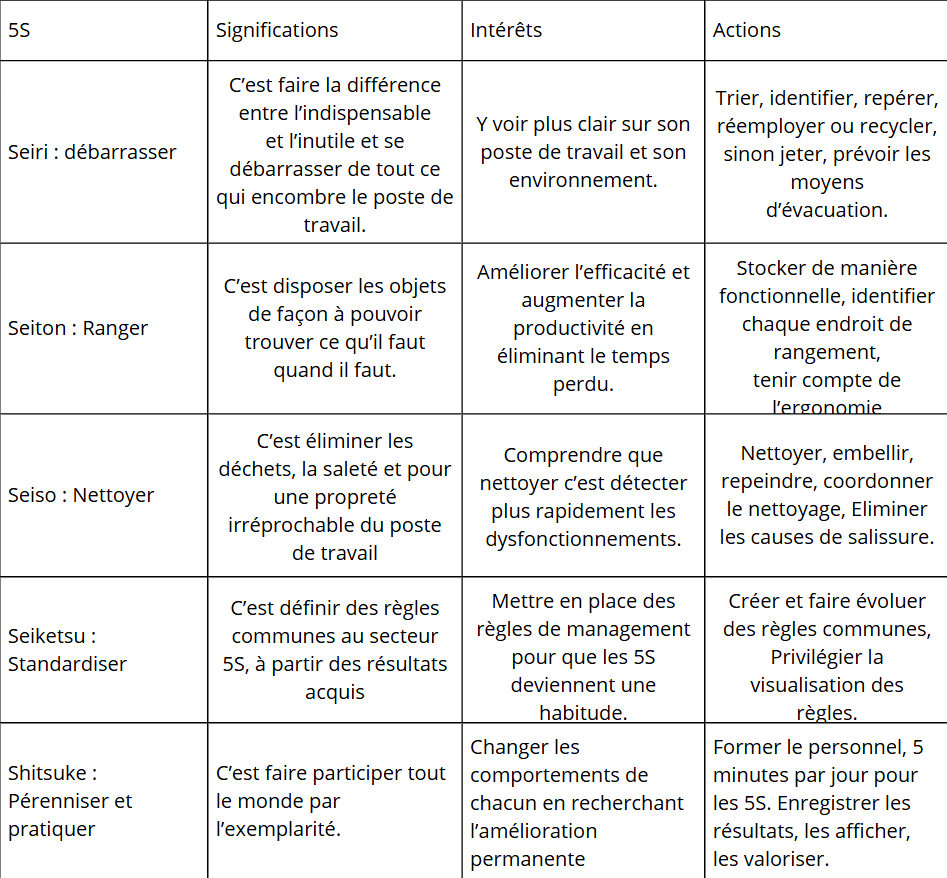 5S
Significations
Intérêts
Actions
Seiri : débarrasser
C’est faire la différence
entre l’indispensable
et l’inutile et se
débarrasser de tout ce
qui encombre le poste de
travail.
Y voir plus clair sur son
poste de travail et son
environnement.
Trier, identifier, repérer,
réemployer ou recycler,
sinon jeter, prévoir les
moyens
d’évacuation.
Seiton : Ranger
C’est disposer les objets
de façon à pouvoir
trouver ce qu’il faut
quand il faut.
Améliorer l’efficacité et
augmenter la
productivité en
éliminant le temps
perdu.
Stocker de manière
fonctionnelle, identifier
chaque endroit de
rangement,
tenir compte de
l’ergonomie
Seiso : Nettoyer
C’est éliminer les
déchets, la saleté et pour
une propreté
irréprochable du poste
de travail
Comprendre que
nettoyer c’est détecter
plus rapidement les
dysfonctionnements.
Nettoyer, embellir,
repeindre, coordonner
le nettoyage, Eliminer
les causes de salissure.
Seiketsu :
Standardiser
C’est définir des règles
communes au secteur
5S, à partir des résultats
acquis
Mettre en place des
règles de management
pour que les 5S
deviennent une
habitude.
Créer et faire évoluer
des règles communes,
Privilégier la
visualisation des
règles.
Shitsuke :
Pérenniser et
pratiquer
C’est faire participer tout
le monde par
l’exemplarité.
Changer les
comportements de
chacun en recherchant
l’amélioration
permanente
Former le personnel, 5
minutes par jour pour
les 5S. Enregistrer les
résultats, les afficher,
les valoriser.